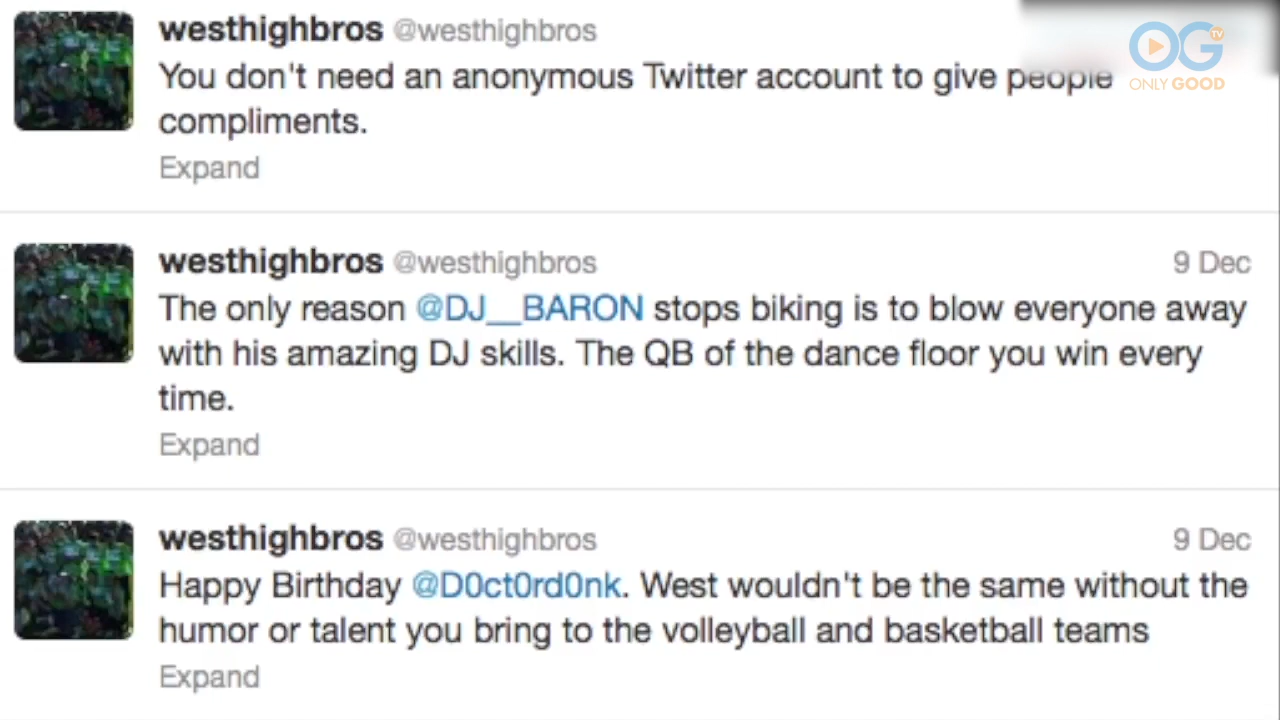 westhighbros @westhighbros
You don't need an anonymous Twitter account to give people
compliments.
Expand
westhighbros @westhighbros 9 Dec
The only reason @DJ__BARON stops biking is to blow everyone away
with his amazing DJ skills. The QB of the dance floor you win every
time.
Expand
westhighbros @westhighbros 9 Dec
Happy Birthday @D0ct0rd0nk. West wouldn't be the same without the
humor or talent you bring to the volleyball and basketball teams
Expand
OG TV
ONLY GOOD